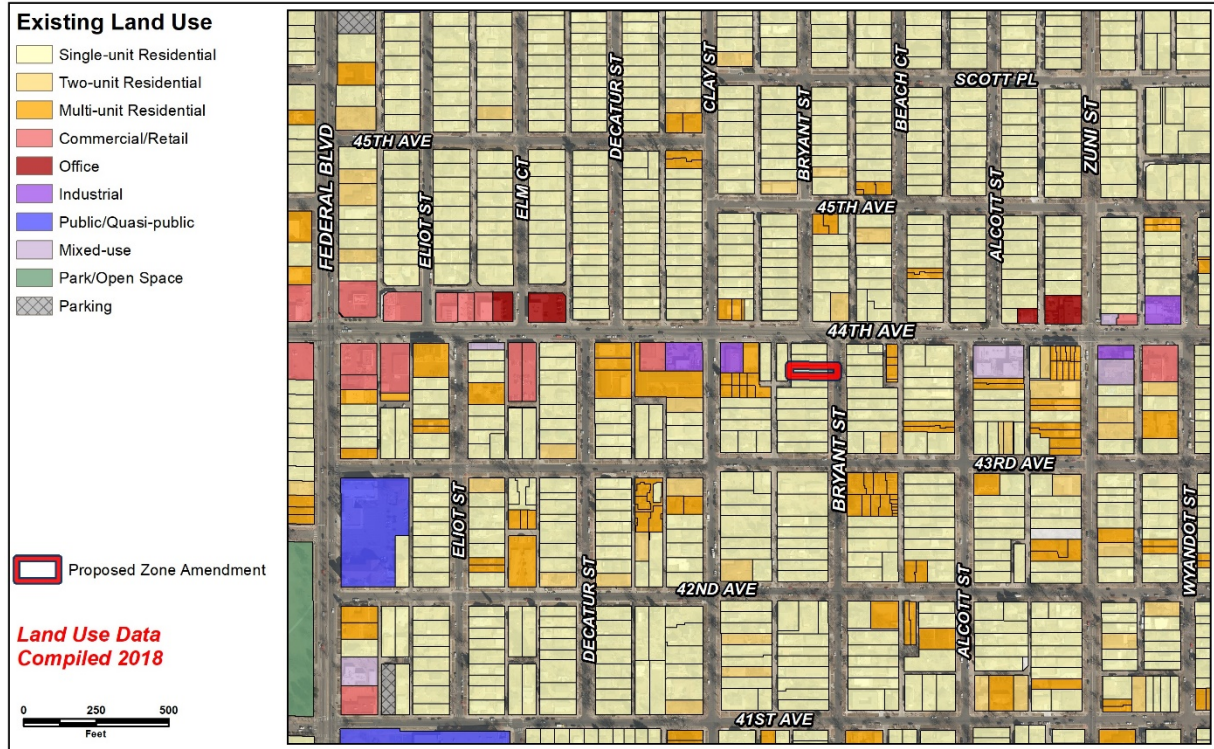 Existing Land Use
Single-unit Residential
Two-unit Residential
Multi-unit Residential
Commercial/Retail
Office
Industrial
Public/Quasi-public
Mixed-use
Park/Open Space
Parking
Proposed Zone Amendment
Land Use Data
Compiled 2018
0 250 500
Feet
SCOTT PL
DECATUR ST
CLAY ST
BRYANT ST
BEACH CT
ZUNI ST
45TH AVE
FEDERAL BLVD
ELIOT ST
ELM CT
45TH AVE
ALCOTT ST
44TH AVE
BRYANT ST
43RD AVE
ELIOT ST
DECATUR ST
42ND AVE
ALCOTT ST
WYANDOT ST
41ST AVE